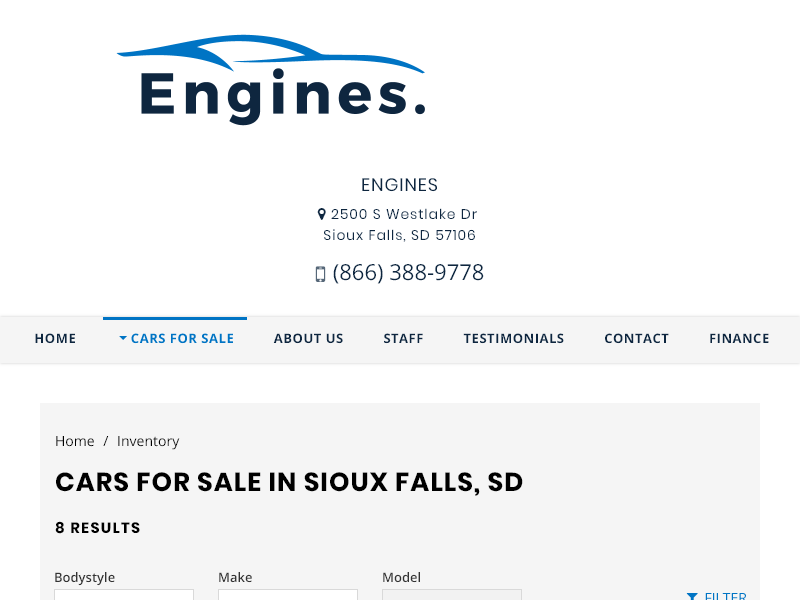 Engines.
ENGINES
2500 S Westlake Dr
Sioux Falls, SD 57106
(866) 388-9778
HOME CARS FOR SALE ABOUT US STAFF TESTIMONIALS CONTACT FINANCE
Home / Inventory
CARS FOR SALE IN SIOUX FALLS, SD
8 RESULTS
Bodystyle Make Model
FILTER